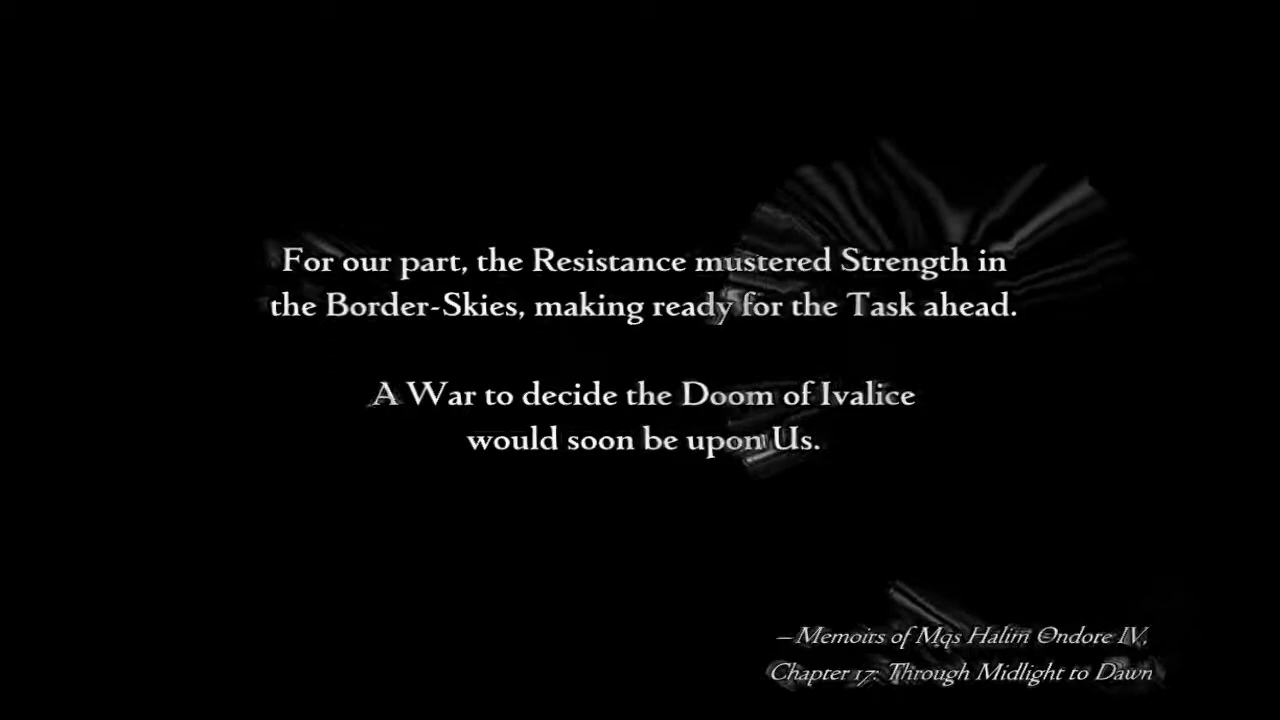 For our part, the Resistance mustered Strength in
the Border-Skies, making ready for the Task ahead.
A War to decide the Doom of Ivalice
would soon be upon Us.
—Memoirs of Mqs Halim Ondore IV,
Chapter 17: Through Midlight to Dawn